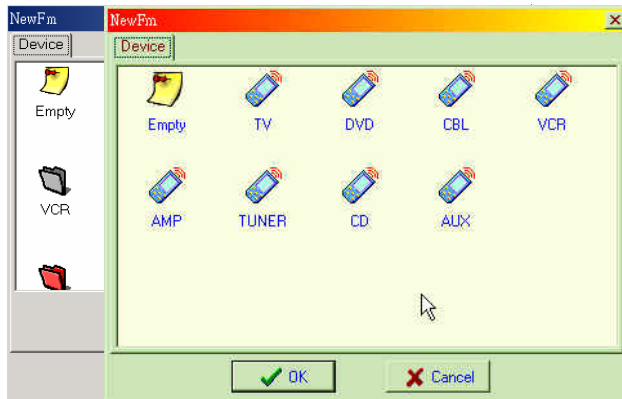 NewFm
Device
Empty
VCR
NewFm
Device
Empty TV DVD CBL VCR
AMP TUNER CD AUX
OK Cancel